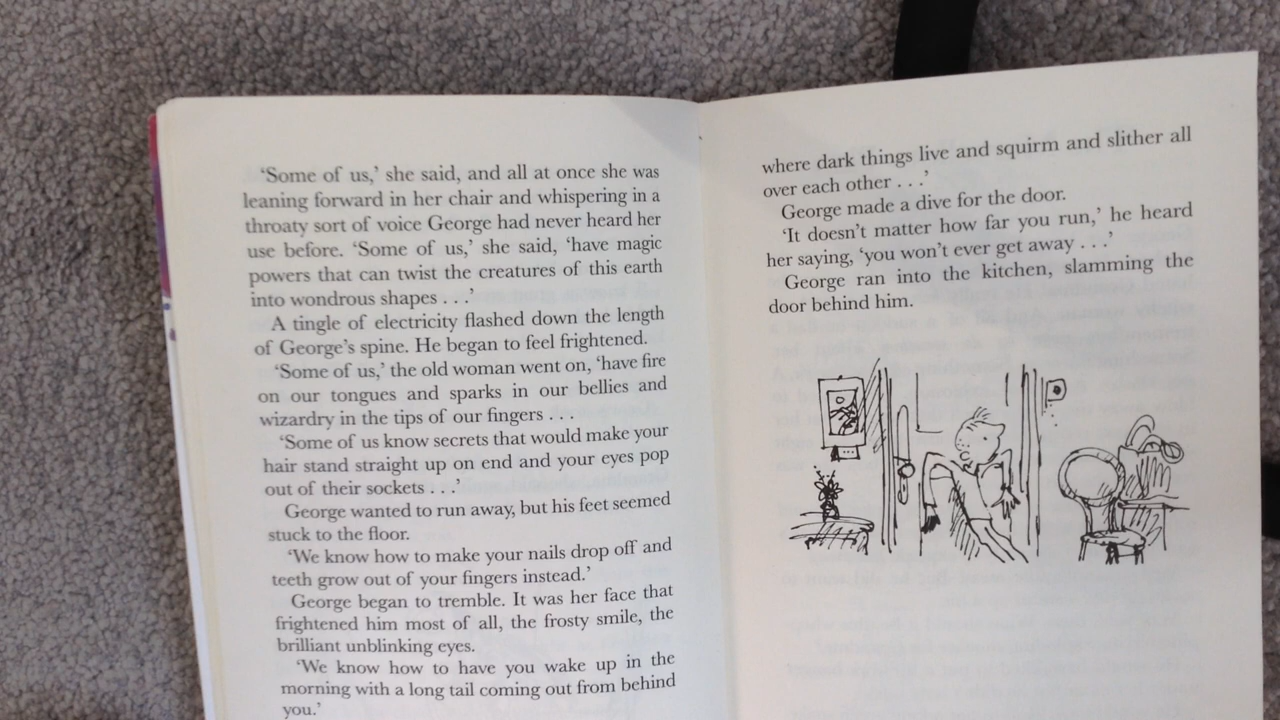 ‘Some of us,’ she said, and all at once she was
leaning forward in her chair and whispering in a
throaty sort of voice George had never heard her
use before. ‘Some of us,’ she said, ‘have magic
powers that can twist the creatures of this earth
into wondrous shapes . . .’
A tingle of electricity flashed down the length
of George’s spine. He began to feel frightened.
‘Some of us,’ the old woman went on, ‘have fire
on our tongues and sparks in our bellies and
wizardry in the tips of our fingers . . .
‘Some of us know secrets that would make your
hair stand straight up on end and your eyes pop
out of their sockets . . .’
George wanted to run away, but his feet seemed
stuck to the floor.
‘We know how to make your nails drop off and
teeth grow out of your fingers instead.’
George began to tremble. It was her face that
frightened him most of all, the frosty smile, the
brilliant unblinking eyes.
‘We know how to have you wake up in the
morning with a long tail coming out from behind
you.’
where dark things live and squirm and slither all
over each other . . .’
George made a dive for the door.
‘It doesn’t matter how far you run,’ he heard
her saying, ‘you won’t ever get away . . .’
George ran into the kitchen, slamming the
door behind him.